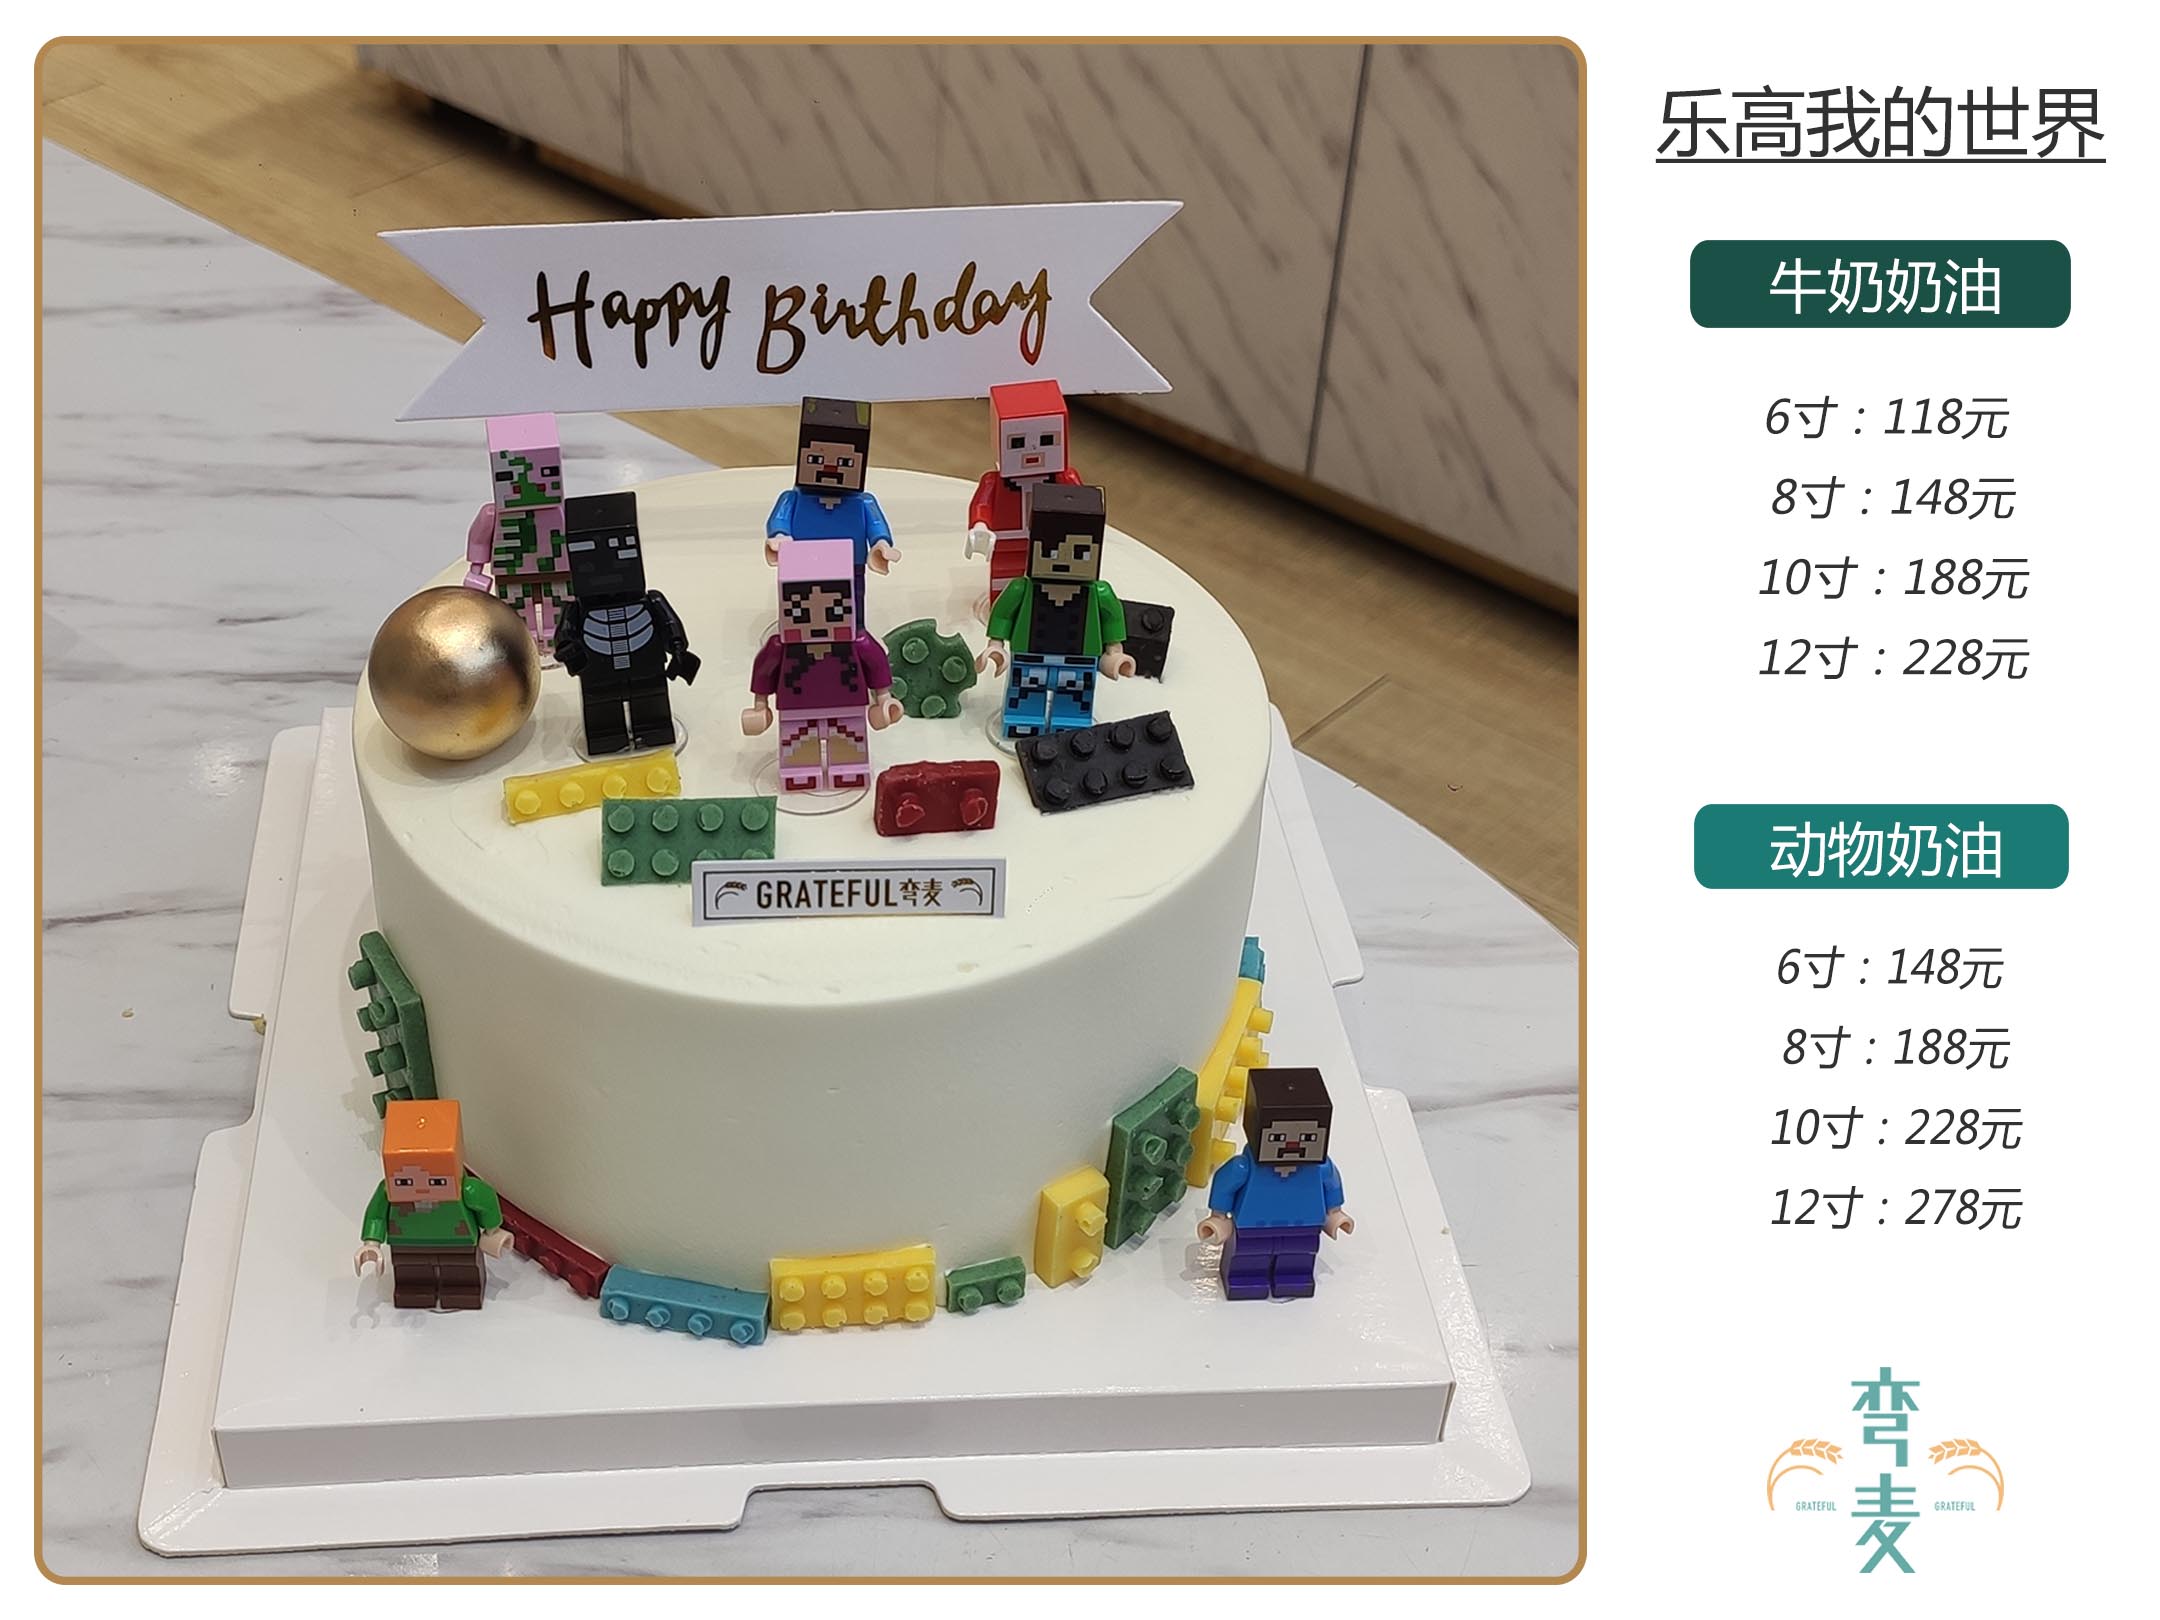 Happy Birthday
GRATEFUL弯麦
乐高我的世界
牛奶奶油
6寸：118元
8寸：148元
10寸：188元
12寸：228元
动物奶油
6寸：148元
8寸：188元
10寸：228元
12寸：278元
弯麦
GRATEFUL GRATEFUL